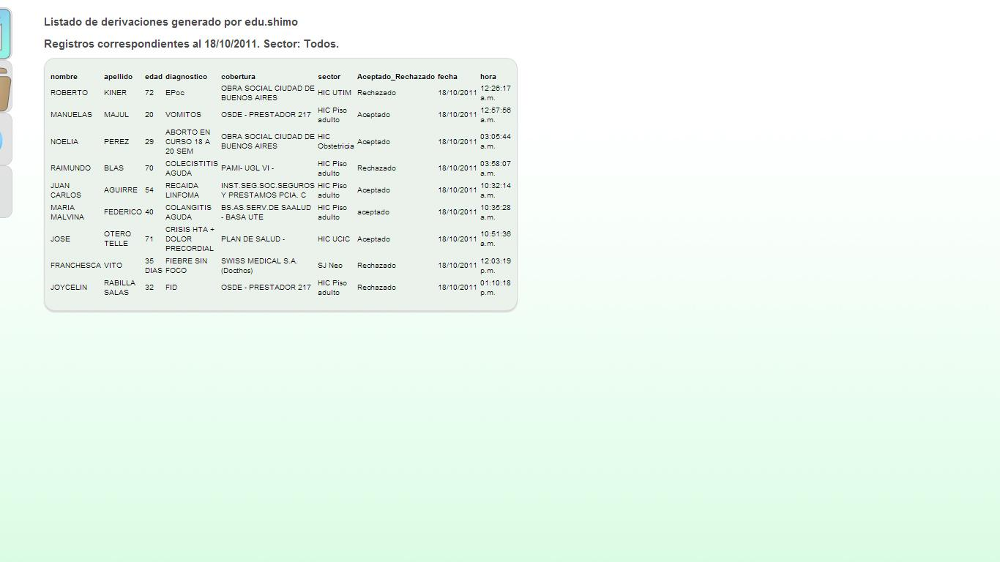 Listado de derivaciones generado por edu.shimo
Registros correspondientes al 18/10/2011. Sector: Todos.
nombre apellido edad diagnostico cobertura sector Aceptado_Rechazado fecha hora
ROBERTO KINER 72 EPoc OBRA SOCIAL CIUDAD DE BUENOS AIRES HIC UTIM Rechazado 18/10/2011 12:26:17 a.m.
MANUELAS MAJUL 20 VOMITOS OSDE - PRESTADOR 217 HIC Piso adulto Aceptado 18/10/2011 12:57:56 a.m.
NOELIA PEREZ 29 ABORTO EN CURSO 18 A 20 SEM OBRA SOCIAL CIUDAD DE BUENOS AIRES HIC Obstetricia Aceptado 18/10/2011 03:05:44 a.m.
RAIMUNDO BLAS 70 COLECISTITIS AGUDA PAMI- UGL VI - HIC Piso adulto Rechazado 18/10/2011 03:58:07 a.m.
JUAN CARLOS AGUIRRE 54 RECAIDA LINFOMA INST.SEG.SOC.SEGUROS Y PRESTAMOS PCIA. C HIC Piso adulto Aceptado 18/10/2011 10:32:14 a.m.
MARIA MALVINA FEDERICO 40 COLANGITIS AGUDA BS.AS.SERV.DE SAALUD - BASA UTE HIC Piso adulto aceptado 18/10/2011 10:35:28 a.m.
JOSE OTERO TELLE 71 CRISIS HTA + DOLOR PRECORDIAL PLAN DE SALUD - HIC UCIC Aceptado 18/10/2011 10:51:36 a.m.
FRANCHESCA VITO 35 DIAS FIEBRE SIN FOCO SWISS MEDICAL S.A. (Docthos) SJ Neo Rechazado 18/10/2011 12:03:19 p.m.
JOYCELIN RABILLA SALAS 32 FID OSDE - PRESTADOR 217 HIC Piso adulto Rechazado 18/10/2011 01:10:18 p.m.